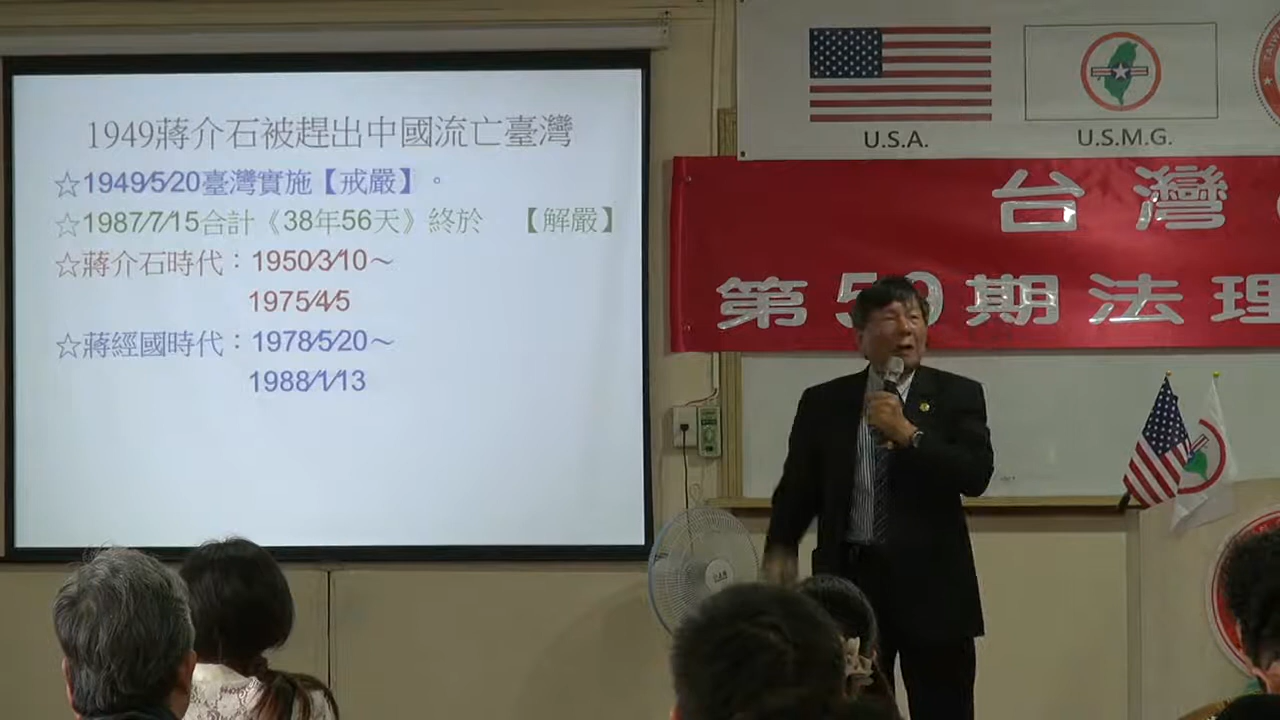 1949蔣介石被趕出中國流亡臺灣
☆1949/5/20臺灣實施【戒嚴】。
☆1987/7/15合計《38年56天》終於 【解嚴】
☆蔣介石時代：1950/3/10～
1975/4/5
☆蔣經國時代：1978/5/20～
1988/1/13
U.S.A.
U.S.M.G.
台灣
第59期法理